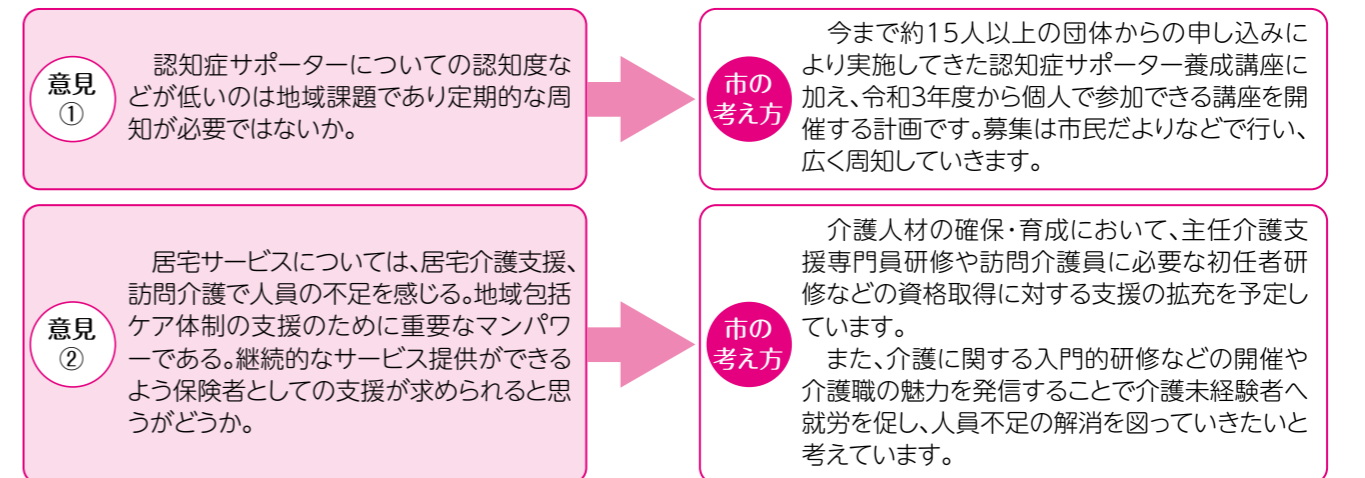 意見
①
認知症サポーターについての認知度な
どが低いのは地域課題であり定期的な周
知が必要ではないか。
市の
考え方
今まで約15人以上の団体からの申し込みに
より実施してきた認知症サポーター養成講座に
加え、令和3年度から個人で参加できる講座を開
催する計画です。募集は市民だよりなどで行い、
広く周知していきます。
意見
②
居宅サービスについては、居宅介護支援、
訪問介護で人員の不足を感じる。地域包括
ケア体制の支援のために重要なマンパワ
ーである。継続的なサービス提供ができる
よう保険者としての支援が求められると思
うがどうか。
市の
考え方
介護人材の確保・育成において、主任介護支
援専門員研修や訪問介護員に必要な初任者研
修などの資格取得に対する支援の拡充を予定し
ています。
また、介護に関する入門的研修などの開催や
介護職の魅力を発信することで介護未経験者へ
就労を促し、人員不足の解消を図っていきたいと
考えています。